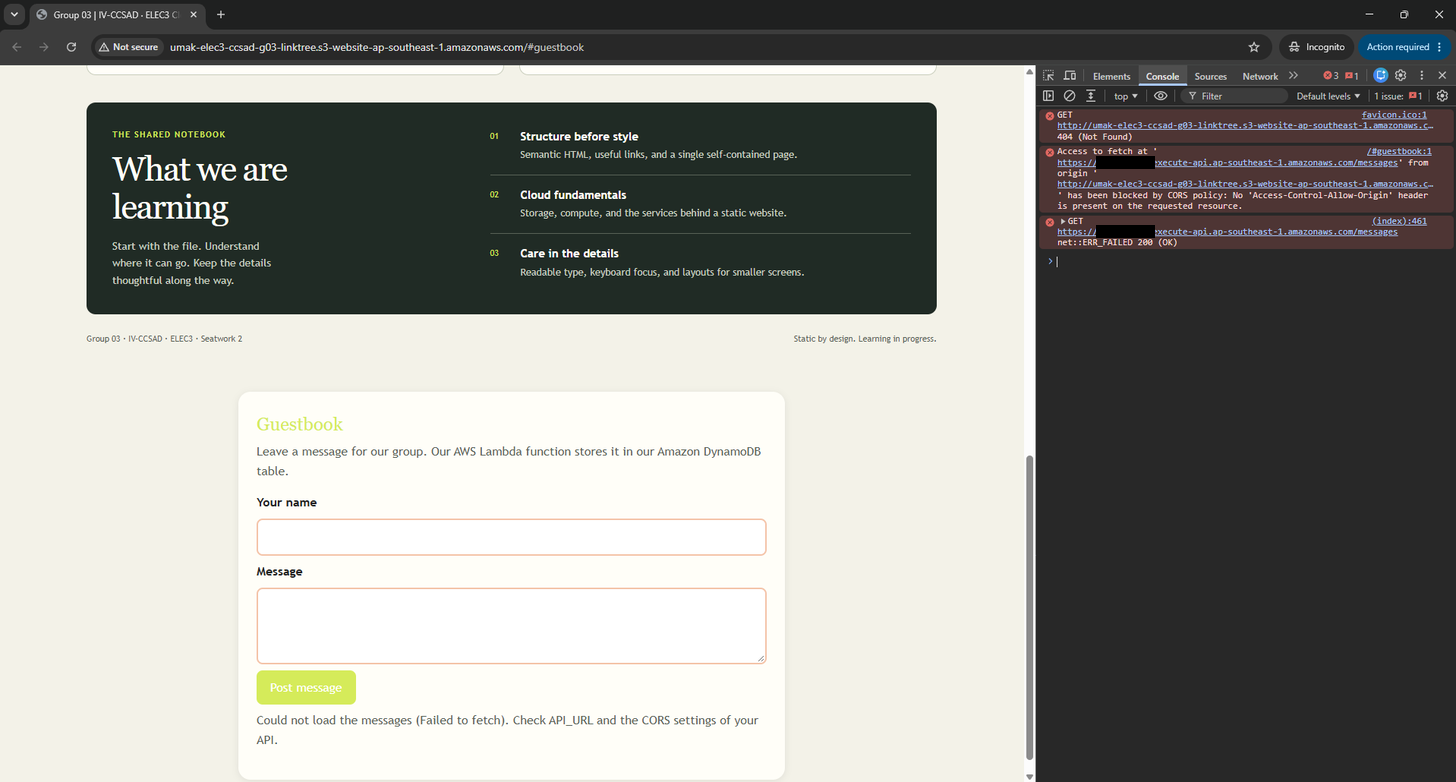 Group 03 | IV-CCSAD · ELEC3 C
Not secure
umak-elec3-ccsad-g03-linktree.s3-website-ap-southeast-1.amazonaws.com/#guestbook
Incognito
Action required
THE SHARED NOTEBOOK
What we are
learning
Start with the file. Understand
where it can go. Keep the details
thoughtful along the way.
01
Structure before style
Semantic HTML, useful links, and a single self-contained page.
02
Cloud fundamentals
Storage, compute, and the services behind a static website.
03
Care in the details
Readable type, keyboard focus, and layouts for smaller screens.
Group 03 · IV-CCSAD · ELEC3 · Seatwork 2
Static by design. Learning in progress.
Guestbook
Leave a message for our group. Our AWS Lambda function stores it in our Amazon DynamoDB
table.
Your name
Message
Post message
Could not load the messages (Failed to fetch). Check API_URL and the CORS settings of your
API.
Elements
Console
Sources
Network
3
1
top
Filter
Default levels
1 issue:
1
GET
favicon.ico:1
http://umak-elec3-ccsad-g03-linktree.s3-website-ap-southeast-1.amazonaws.c…
404 (Not Found)
Access to fetch at '
/#guestbook:1
https://
execute-api.ap-southeast-1.amazonaws.com/messages' from
origin '
http://umak-elec3-ccsad-g03-linktree.s3-website-ap-southeast-1.amazonaws.c…
' has been blocked by CORS policy: No 'Access-Control-Allow-Origin' header
is present on the requested resource.
GET
(index):461
https://
execute-api.ap-southeast-1.amazonaws.com/messages
net::ERR_FAILED 200 (OK)